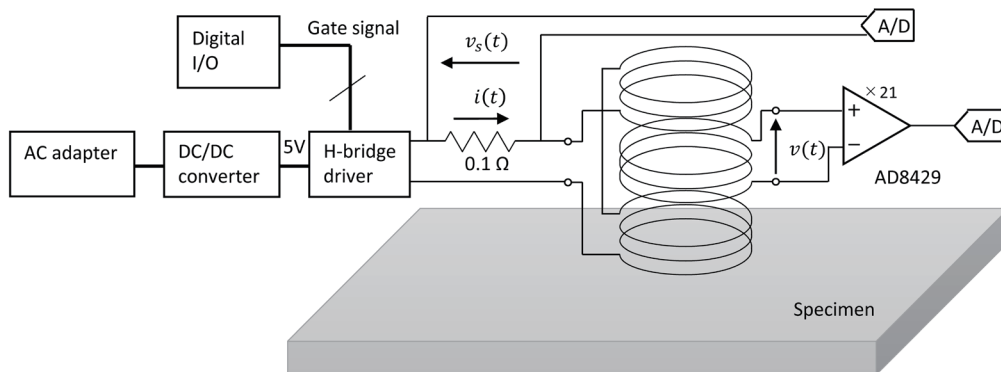 Digital
I/O
Gate signal
v_s(t)
i(t)
0.1 Ω
A/D
AC adapter
DC/DC
converter
5V
H-bridge
driver
v(t)
×21
+
−
AD8429
A/D
Specimen